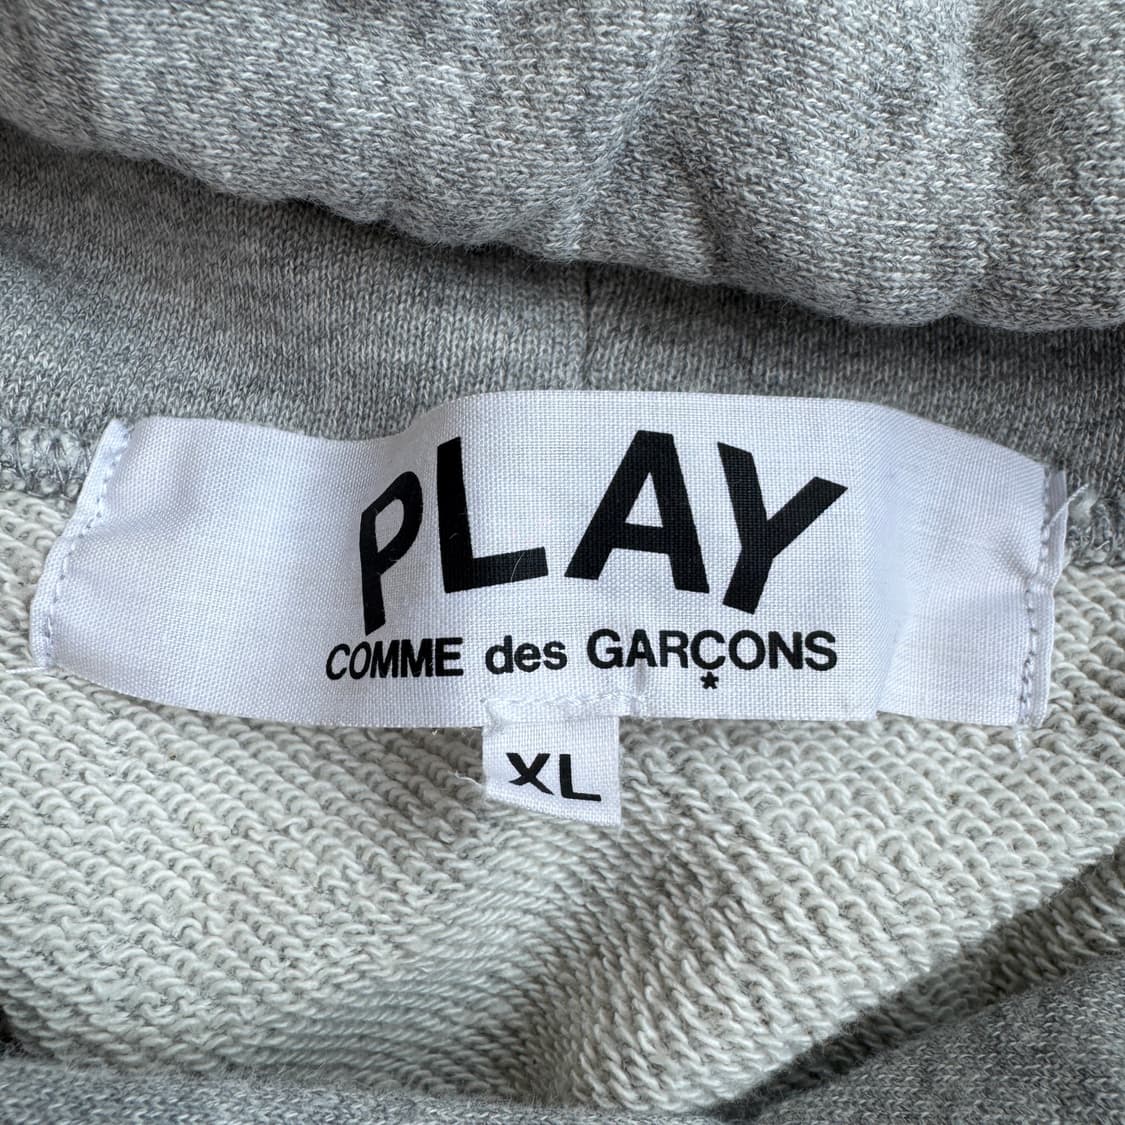 PLAY
COMME des GARÇONS
*
XL